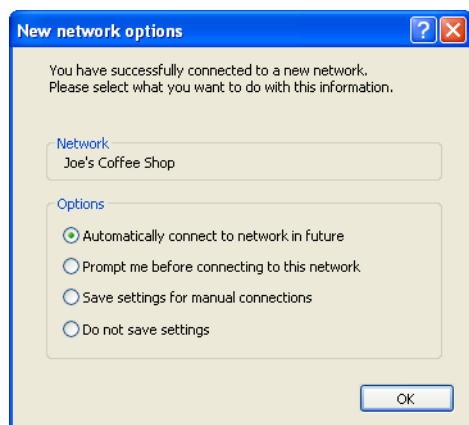 New network options
?
You have successfully connected to a new network.
Please select what you want to do with this information.
Network
Joe's Coffee Shop
Options
Automatically connect to network in future
Prompt me before connecting to this network
Save settings for manual connections
Do not save settings
OK